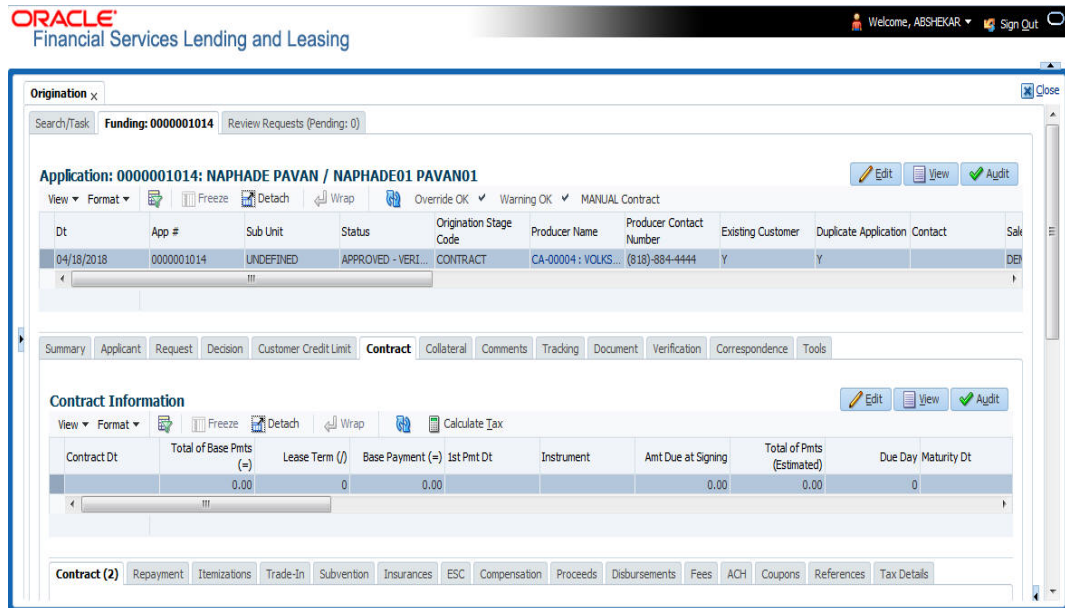 ORACLE®
Financial Services Lending and Leasing
Welcome, ABSHEKAR Sign Out
Origination x
Close
Search/Task Funding: 0000001014 Review Requests (Pending: 0)
Application: 0000001014: NAPHADE PAVAN / NAPHADE01 PAVAN01
Edit View Audit
View Format Freeze Detach Wrap Override OK Warning OK MANUAL Contract
Dt App # Sub Unit Status Origination Stage Code Producer Name Producer Contact Number Existing Customer Duplicate Application Contact Sale
04/18/2018 0000001014 UNDEFINED APPROVED - VERI... CONTRACT CA-00004 : VOLKS... (818)-884-4444 Y Y DEM
Summary Applicant Request Decision Customer Credit Limit Contract Collateral Comments Tracking Document Verification Correspondence Tools
Contract Information
Edit View Audit
View Format Freeze Detach Wrap Calculate Tax
Contract Dt Total of Base Pmts (=) Lease Term (/) Base Payment (=) 1st Pmt Dt Instrument Amt Due at Signing Total of Pmts (Estimated) Due Day Maturity Dt
0.00 0 0.00 0.00 0.00 0
Contract (2) Repayment Itemizations Trade-In Subvention Insurances ESC Compensation Proceeds Disbursements Fees ACH Coupons References Tax Details